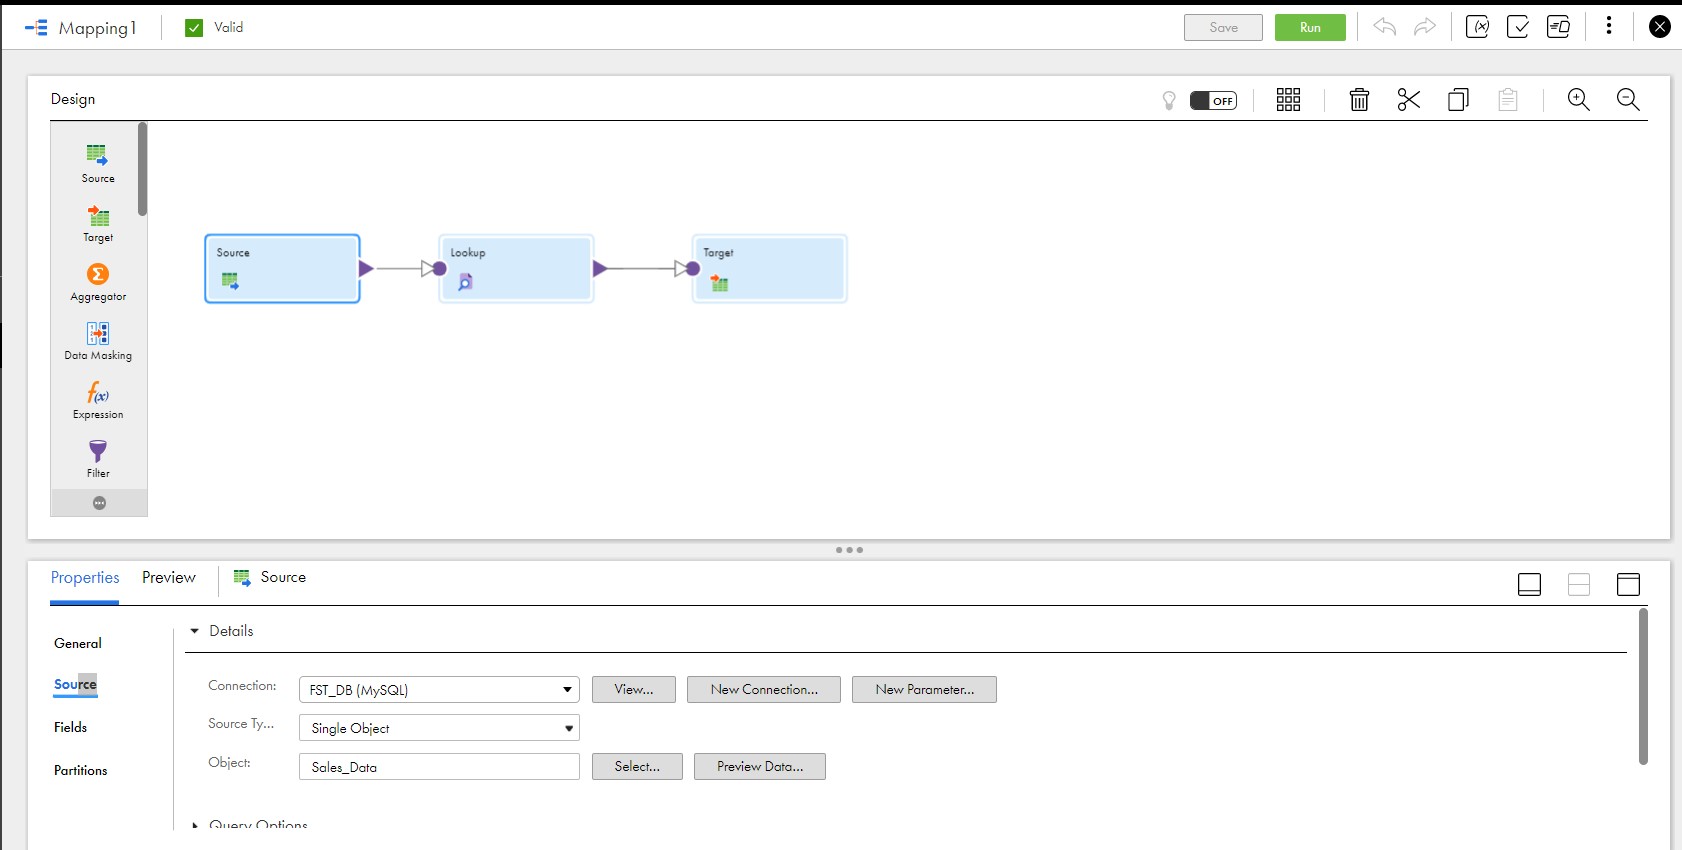 Mapping1
Valid
Save
Run
Design
OFF
Source
Target
Aggregator
Data Masking
Expression
Filter
Source
Lookup
Target
Properties
Preview
Source
General
Source
Fields
Partitions
Details
Connection:
FST_DB (MySQL)
View...
New Connection...
New Parameter...
Source Ty...
Single Object
Object:
Sales_Data
Select...
Preview Data...
Query Options